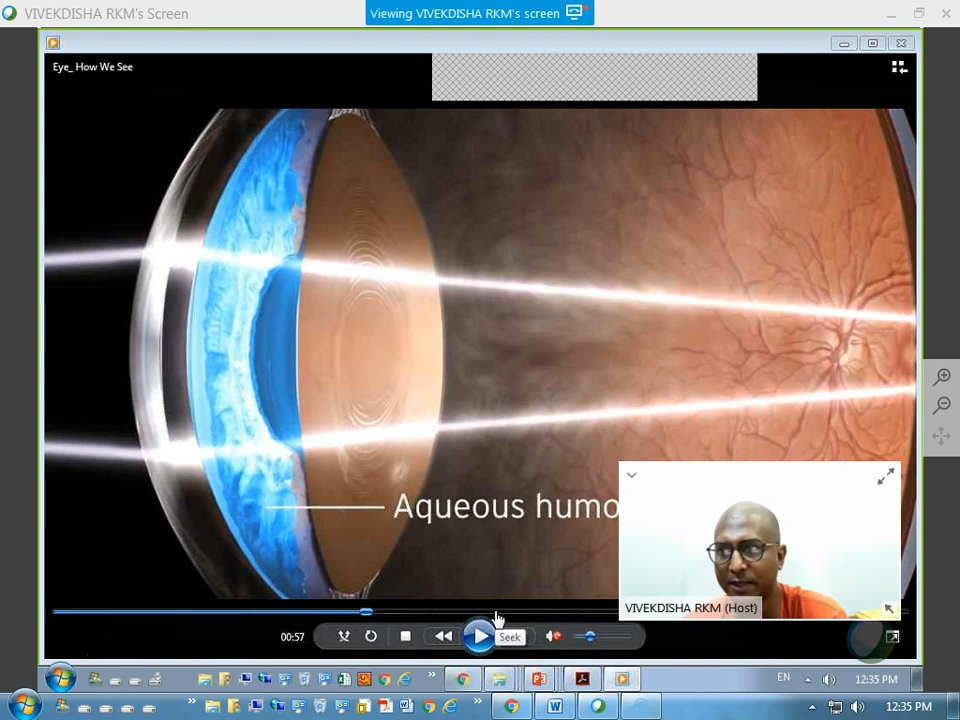 VIVEKDISHA RKM's Screen
Viewing VIVEKDISHA RKM's screen
Eye_ How We See
Aqueous humo
VIVEKDISHA RKM (Host)
00:57
Seek
EN
12:35 PM
12:35 PM